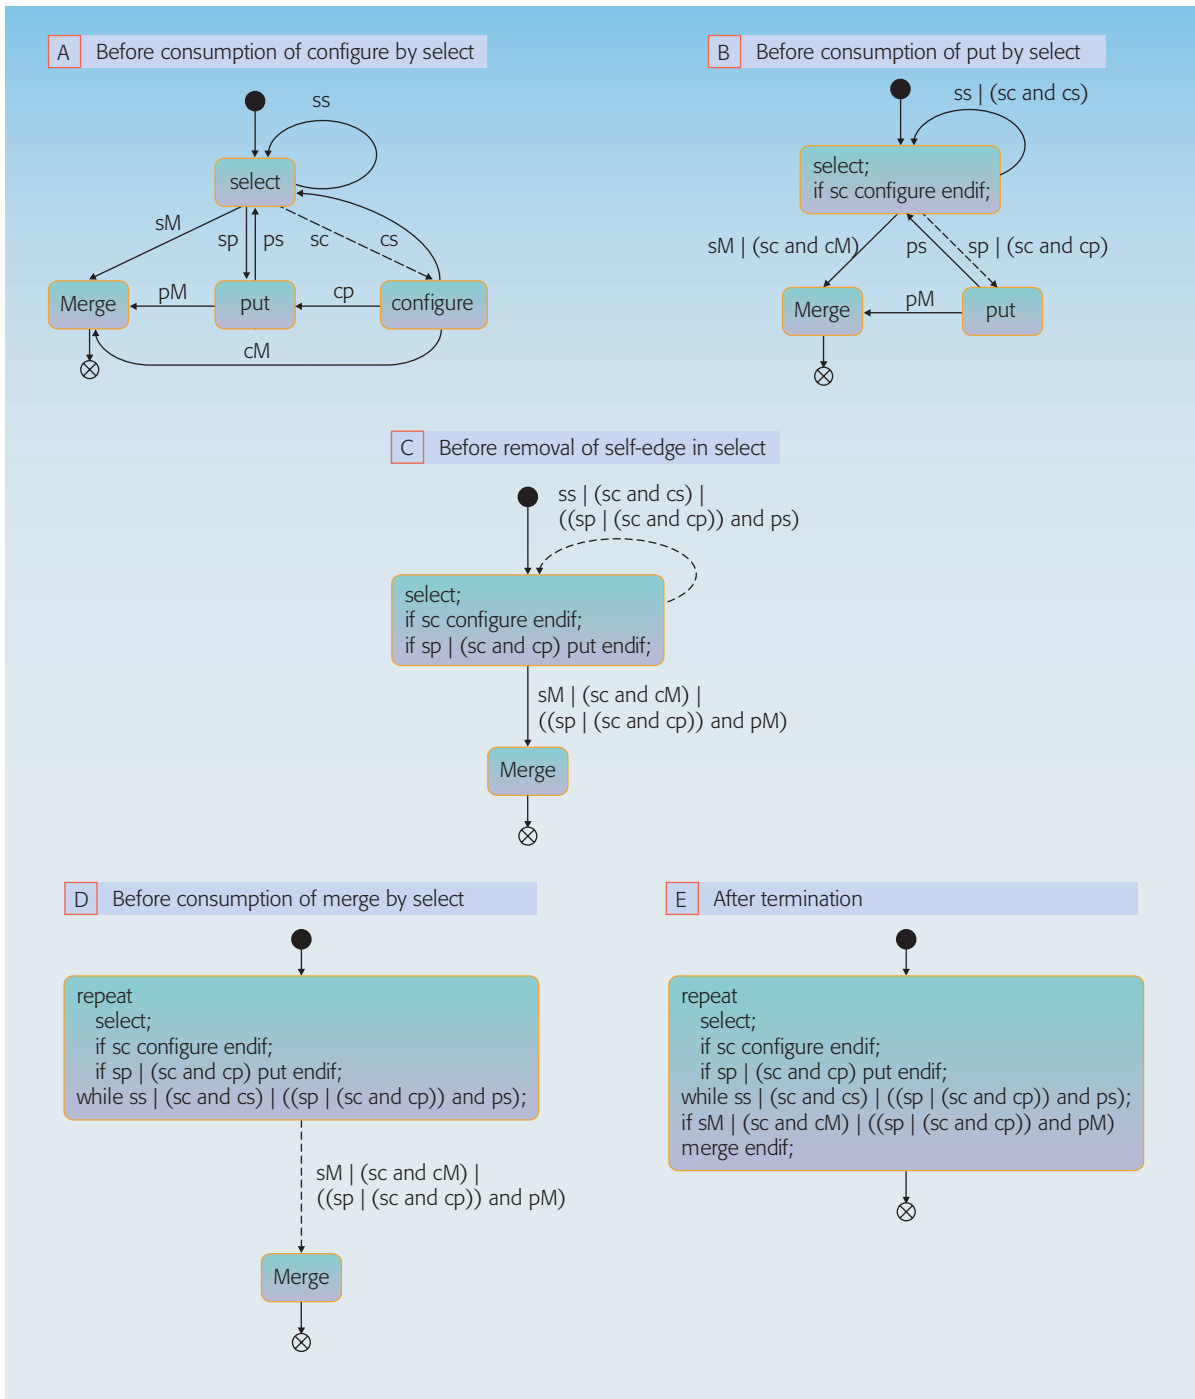 A Before consumption of configure by select
ss
select
sM
sp
ps
sc
cs
Merge
pM
put
cp
configure
cM
B Before consumption of put by select
ss | (sc and cs)
select;
if sc configure endif;
sM | (sc and cM)
ps
sp | (sc and cp)
Merge
pM
put
C Before removal of self-edge in select
ss | (sc and cs) |
((sp | (sc and cp)) and ps)
select;
if sc configure endif;
if sp | (sc and cp) put endif;
sM | (sc and cM) |
((sp | (sc and cp)) and pM)
Merge
D Before consumption of merge by select
repeat
select;
if sc configure endif;
if sp | (sc and cp) put endif;
while ss | (sc and cs) | ((sp | (sc and cp)) and ps);
sM | (sc and cM) |
((sp | (sc and cp)) and pM)
Merge
E After termination
repeat
select;
if sc configure endif;
if sp | (sc and cp) put endif;
while ss | (sc and cs) | ((sp | (sc and cp)) and ps);
if sM | (sc and cM) | ((sp | (sc and cp)) and pM)
merge endif;